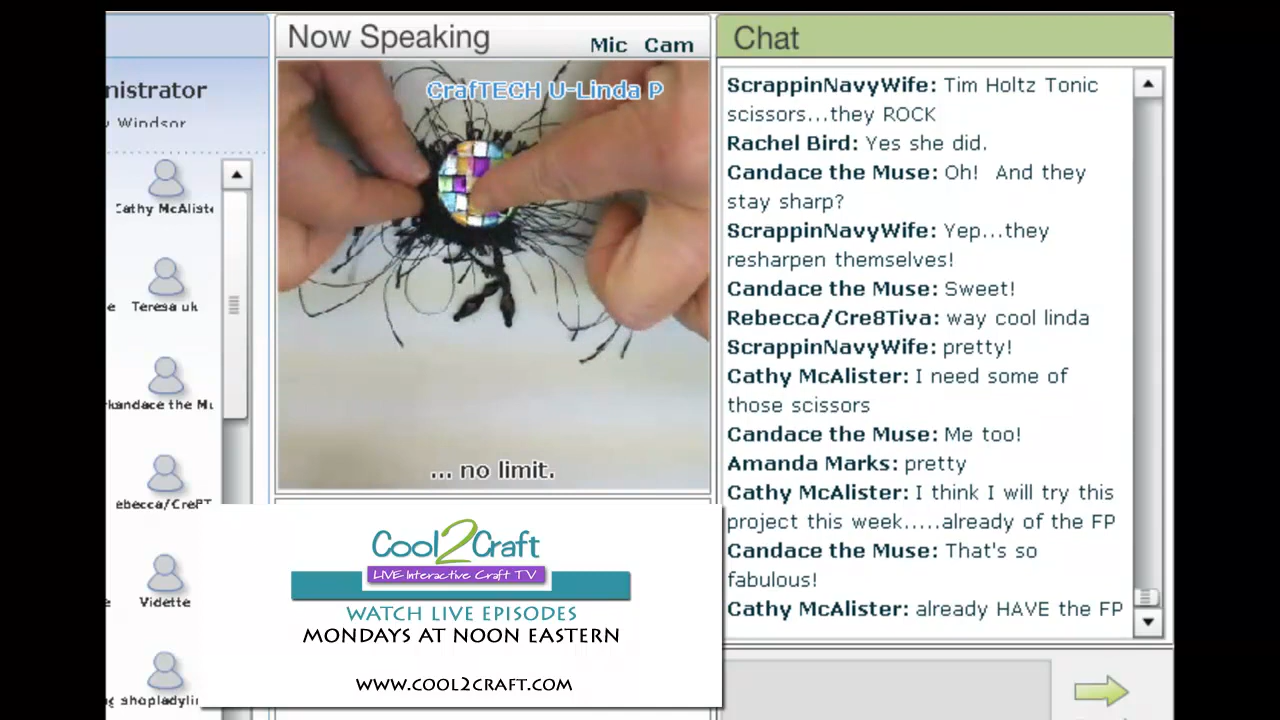 nistrator
y Windsor
Cathy McAliste
e Teresa uk
andace the Mu
ebecca/Cre8T
e Vidette
g shopladylin
Now Speaking
Mic Cam
CrafTECH U-Linda P
... no limit.
Cool2Craft
LIVE Interactive Craft TV
WATCH LIVE EPISODES
MONDAYS AT NOON EASTERN
WWW.COOL2CRAFT.COM
Chat
ScrappinNavyWife: Tim Holtz Tonic
scissors...they ROCK
Rachel Bird: Yes she did.
Candace the Muse: Oh! And they
stay sharp?
ScrappinNavyWife: Yep...they
resharpen themselves!
Candace the Muse: Sweet!
Rebecca/Cre8Tiva: way cool linda
ScrappinNavyWife: pretty!
Cathy McAlister: I need some of
those scissors
Candace the Muse: Me too!
Amanda Marks: pretty
Cathy McAlister: I think I will try this
project this week.....already of the FP
Candace the Muse: That's so
fabulous!
Cathy McAlister: already HAVE the FP